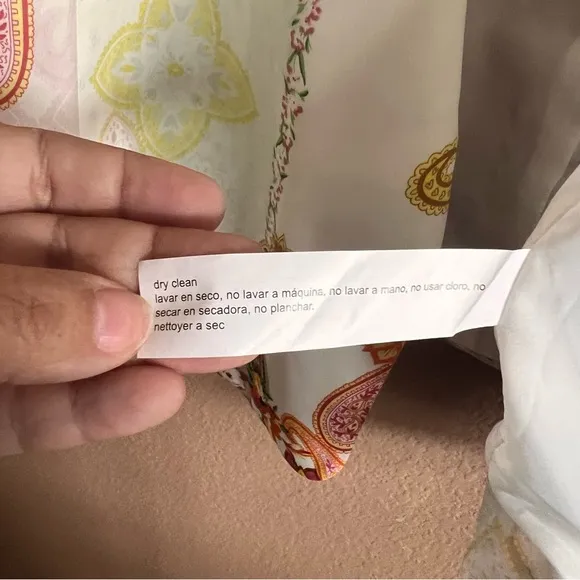 dry clean
lavar en seco, no lavar a máquina, no lavar a mano, no usar cloro, no
secar en secadora, no planchar.
nettoyer a sec